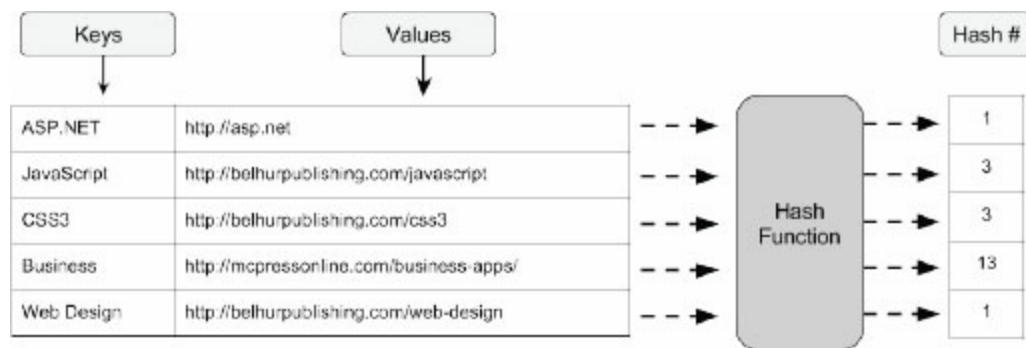 Keys Values Hash #
ASP.NET http://asp.net 1
JavaScript http://belhurpublishing.com/javascript 3
CSS3 http://belhurpublishing.com/css3 3
Business http://mcpressonline.com/business-apps/ 13
Web Design http://belhurpublishing.com/web-design 1
Hash
Function